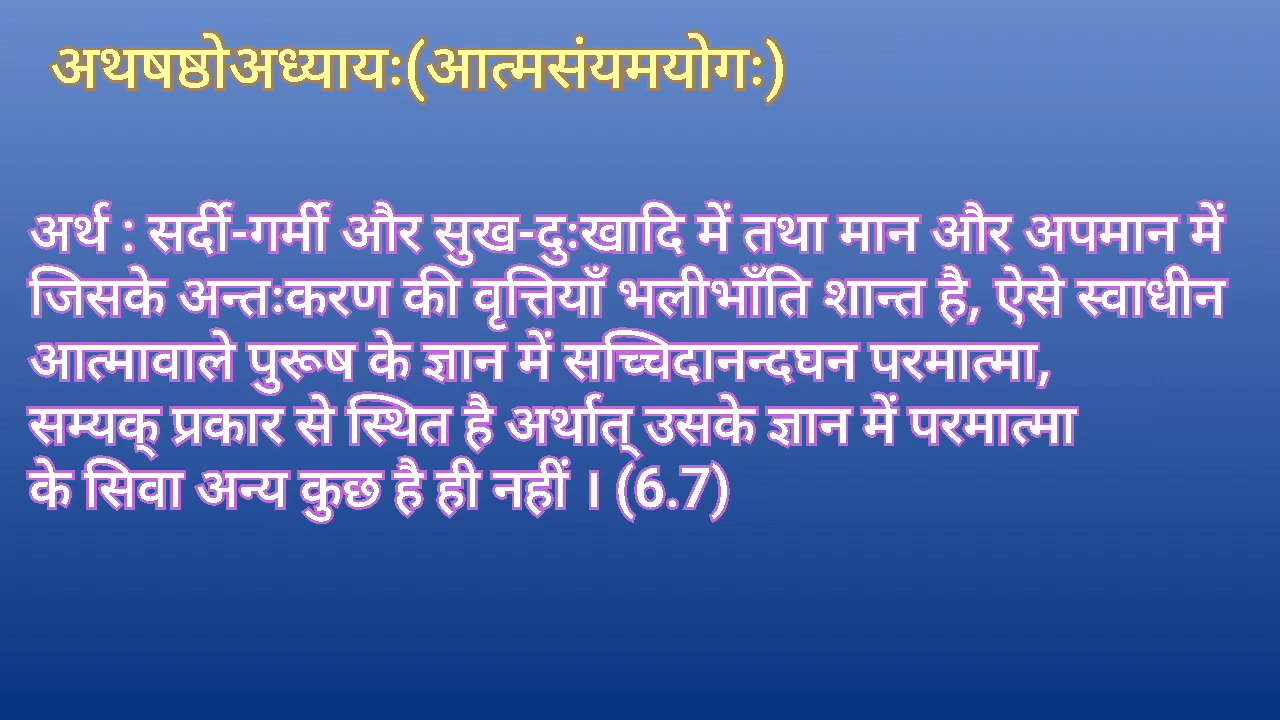 अथषष्ठोअध्यायः(आत्मसंयमयोगः)
अर्थ : सर्दी-गर्मी और सुख-दुःखादि में तथा मान और अपमान में
जिसके अन्तःकरण की वृत्तियाँ भलीभाँति शान्त है, ऐसे स्वाधीन
आत्मावाले पुरूष के ज्ञान में सच्चिदानन्दघन परमात्मा,
सम्यक् प्रकार से स्थित है अर्थात् उसके ज्ञान में परमात्मा
के सिवा अन्य कुछ है ही नहीं । (6.7)